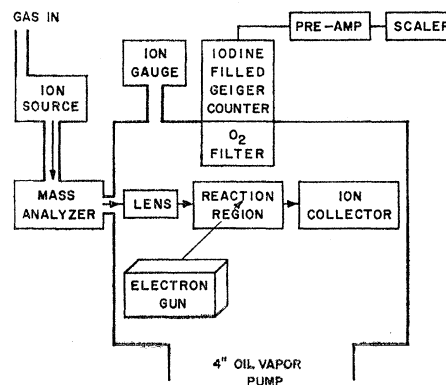 GAS IN
ION
SOURCE
ION
GAUGE
IODINE
FILLED
GEIGER
COUNTER
O2
FILTER
PRE-AMP
SCALER
MASS
ANALYZER
LENS
REACTION
REGION
ION
COLLECTOR
ELECTRON
GUN
4" OIL VAPOR
PUMP